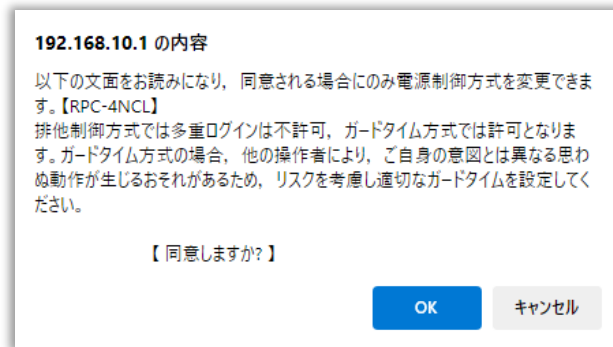 192.168.10.1 の内容
以下の文面をお読みになり，同意される場合にのみ電源制御方式を変更できま
す。【RPC-4NCL】
排他制御方式では多重ログインは不許可，ガードタイム方式では許可となりま
す。ガードタイム方式の場合，他の操作者により，ご自身の意図とは異なる思わ
ぬ動作が生じるおそれがあるため，リスクを考慮し適切なガードタイムを設定してく
ださい。
【 同意しますか? 】
OK
キャンセル